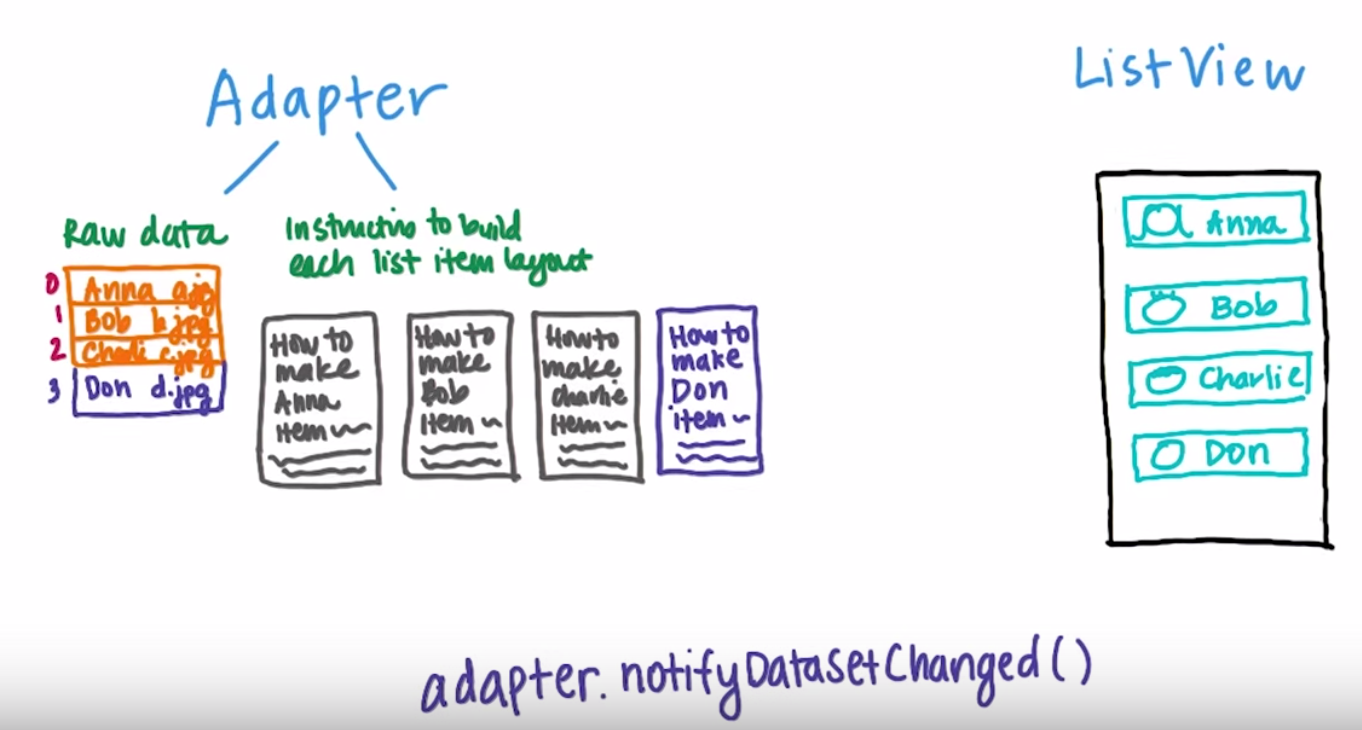 Adapter
ListView
Raw data
Instructino to build
each list item layout
0 Anna a.jpg
1 Bob b.jpg
2 Charli c.jpg
3 Don d.jpg
How to
make
Anna
Item
How to
make
Bob
Item
How to
make
Charlie
Item
How to
make
Don
item
Anna
Bob
Charlie
Don
adapter.notifyDatasetChanged()